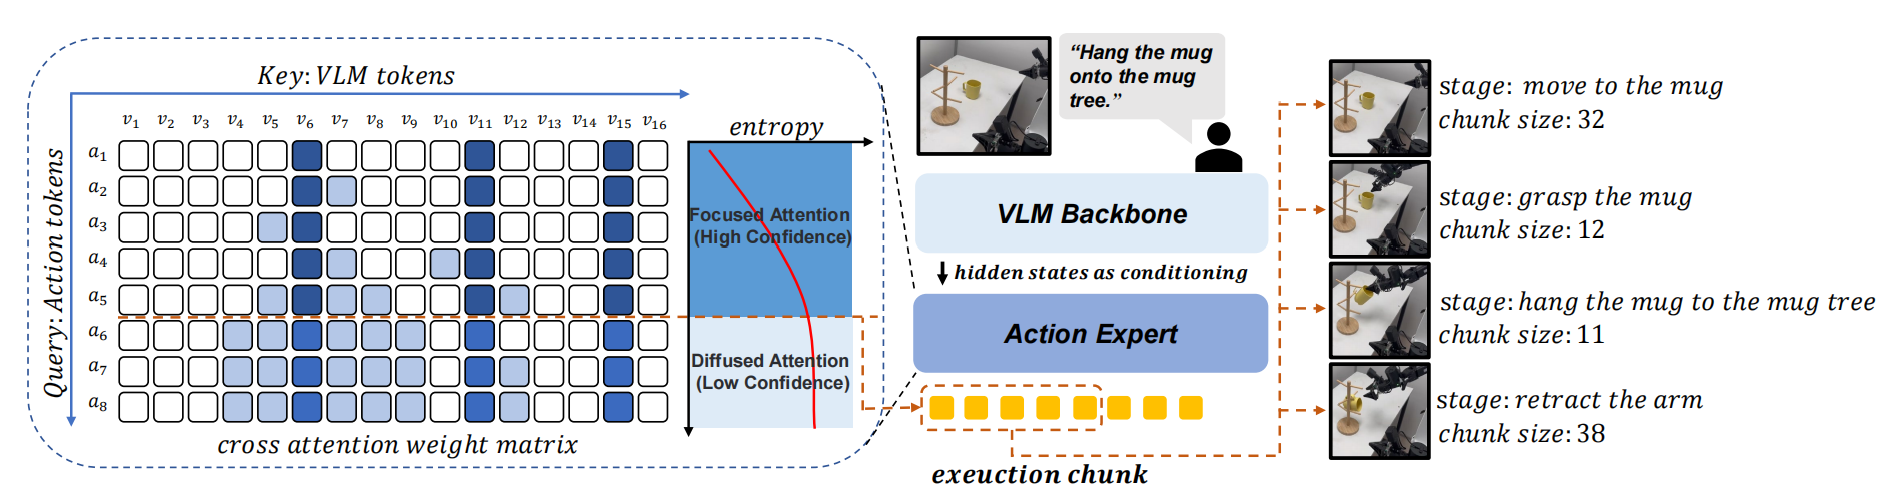 Key: VLM tokens
Query: Action tokens
v1 v2 v3 v4 v5 v6 v7 v8 v9 v10 v11 v12 v13 v14 v15 v16
a1
a2
a3
a4
a5
a6
a7
a8
cross attention weight matrix
entropy
Focused Attention
(High Confidence)
Diffused Attention
(Low Confidence)
“Hang the mug
onto the mug
tree.”
VLM Backbone
hidden states as conditioning
Action Expert
exeuction chunk
stage: move to the mug
chunk size: 32
stage: grasp the mug
chunk size: 12
stage: hang the mug to the mug tree
chunk size: 11
stage: retract the arm
chunk size: 38